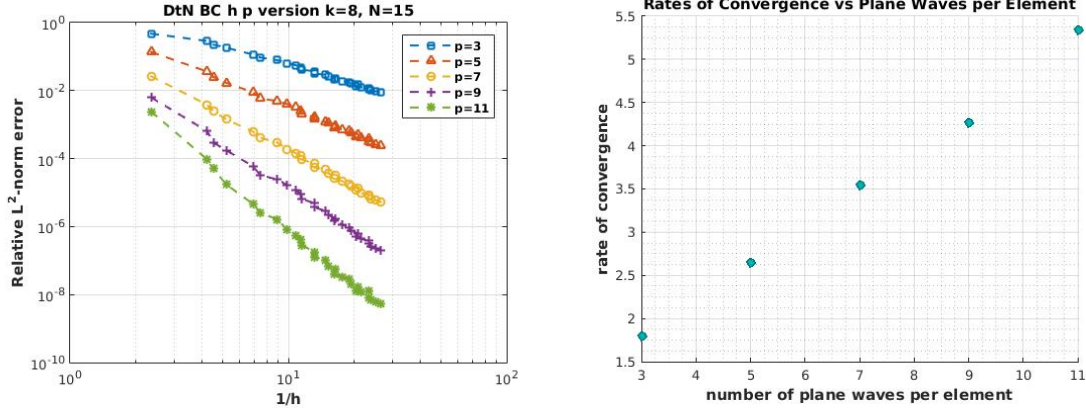 DtN BC h p version k=8, N=15
10^0
10^-2
10^-4
10^-6
10^-8
10^-10
Relative L^2-norm error
p=3
p=5
p=7
p=9
p=11
10^0
10^1
10^2
1/h
Rates of Convergence vs Plane Waves per Element
5.5
5
4.5
4
3.5
3
2.5
2
1.5
rate of convergence
3
4
5
6
7
8
9
10
11
number of plane waves per element